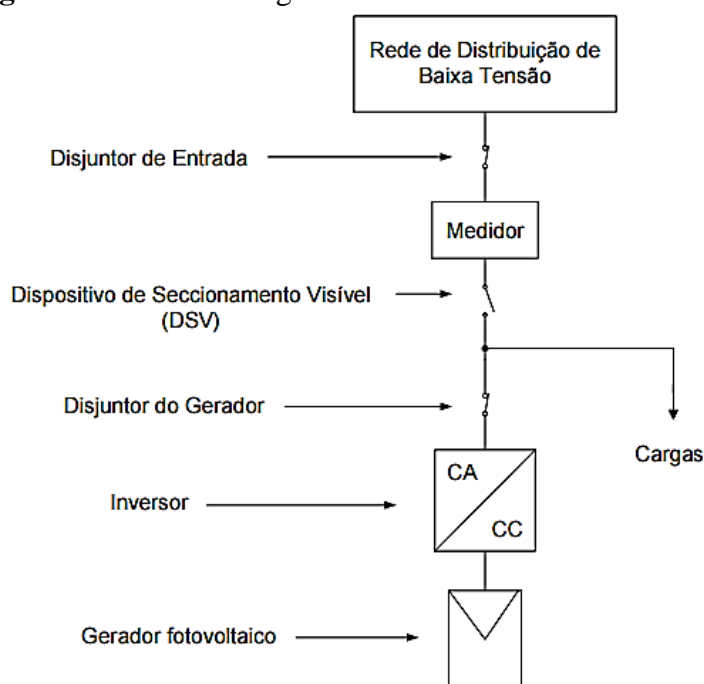 Rede de Distribuição de
Baixa Tensão
Disjuntor de Entrada
Medidor
Dispositivo de Seccionamento Visível
(DSV)
Disjuntor do Gerador
Cargas
CA
Inversor
CC
Gerador fotovoltaico